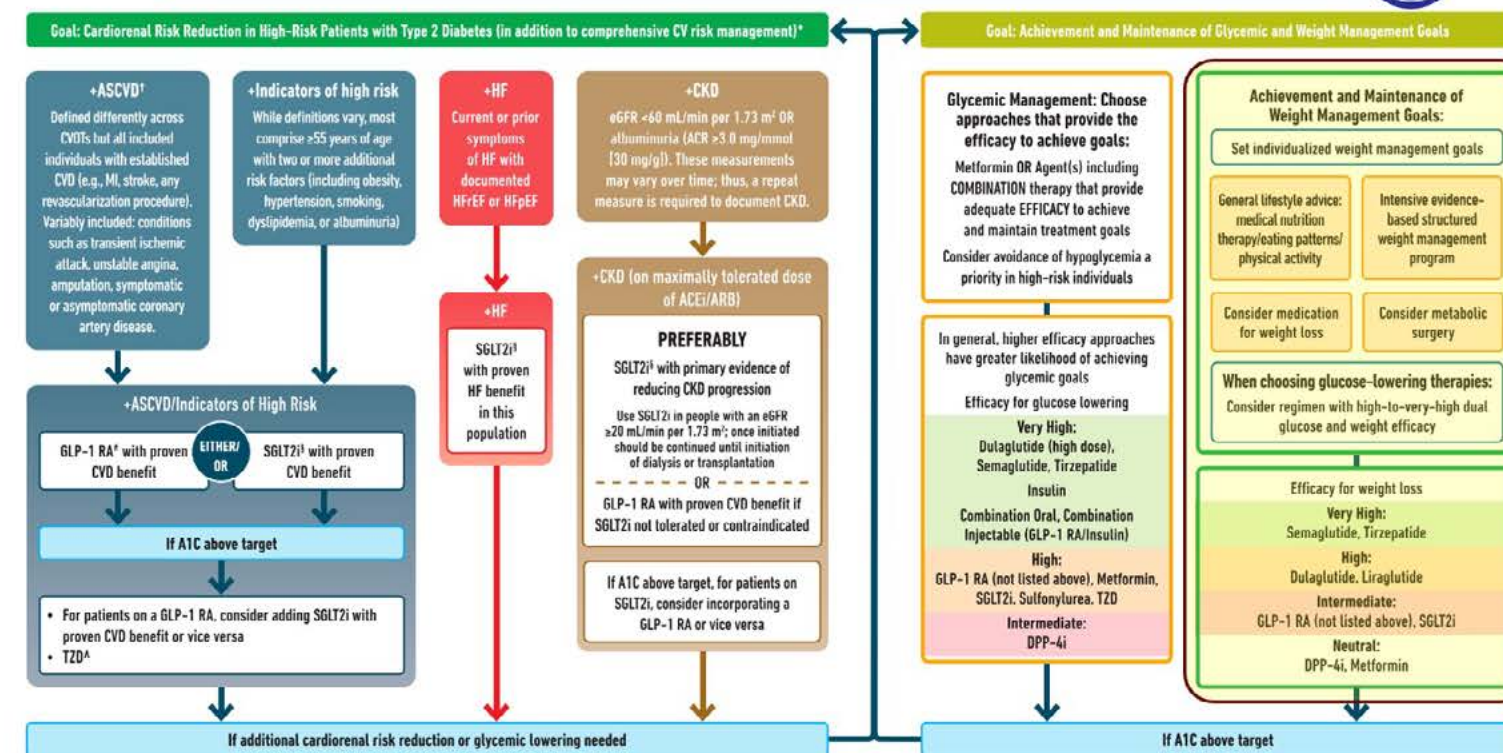 Goal: Cardiorenal Risk Reduction in High-Risk Patients with Type 2 Diabetes (in addition to comprehensive CV risk management)*
+ASCVD†
Defined differently across
CVOTs but all included
individuals with established
CVD (e.g., MI, stroke, any
revascularization procedure).
Variably included: conditions
such as transient ischemic
attack, unstable angina,
amputation, symptomatic
or asymptomatic coronary
artery disease.
+Indicators of high risk
While definitions vary, most
comprise ≥55 years of age
with two or more additional
risk factors (including obesity,
hypertension, smoking,
dyslipidemia, or albuminuria)
+HF
Current or prior
symptoms
of HF with
documented
HFrEF or HFpEF
+CKD
eGFR <60 mL/min per 1.73 m² OR
albuminuria (ACR ≥3.0 mg/mmol
[30 mg/g]). These measurements
may vary over time; thus, a repeat
measure is required to document CKD.
+ASCVD/Indicators of High Risk
GLP-1 RA# with proven
CVD benefit
EITHER/
OR
SGLT2i§ with proven
CVD benefit
If A1C above target
• For patients on a GLP-1 RA, consider adding SGLT2i with
proven CVD benefit or vice versa
• TZD^
+HF
SGLT2i§
with proven
HF benefit
in this
population
+CKD (on maximally tolerated dose
of ACEi/ARB)
PREFERABLY
SGLT2i§ with primary evidence of
reducing CKD progression
Use SGLT2i in people with an eGFR
≥20 mL/min per 1.73 m²; once initiated
should be continued until initiation
of dialysis or transplantation
OR
GLP-1 RA with proven CVD benefit if
SGLT2i not tolerated or contraindicated
If A1C above target, for patients on
SGLT2i, consider incorporating a
GLP-1 RA or vice versa
If additional cardiorenal risk reduction or glycemic lowering needed
Goal: Achievement and Maintenance of Glycemic and Weight Management Goals
Glycemic Management: Choose
approaches that provide the
efficacy to achieve goals:
Metformin OR Agent(s) including
COMBINATION therapy that provide
adequate EFFICACY to achieve
and maintain treatment goals
Consider avoidance of hypoglycemia a
priority in high-risk individuals
In general, higher efficacy approaches
have greater likelihood of achieving
glycemic goals
Efficacy for glucose lowering
Very High:
Dulaglutide (high dose),
Semaglutide, Tirzepatide
Insulin
Combination Oral, Combination
Injectable (GLP-1 RA/Insulin)
High:
GLP-1 RA (not listed above), Metformin,
SGLT2i, Sulfonylurea, TZD
Intermediate:
DPP-4i
Achievement and Maintenance of
Weight Management Goals:
Set individualized weight management goals
General lifestyle advice:
medical nutrition
therapy/eating patterns/
physical activity
Intensive evidence-
based structured
weight management
program
Consider medication
for weight loss
Consider metabolic
surgery
When choosing glucose-lowering therapies:
Consider regimen with high-to-very-high dual
glucose and weight efficacy
Efficacy for weight loss
Very High:
Semaglutide, Tirzepatide
High:
Dulaglutide, Liraglutide
Intermediate:
GLP-1 RA (not listed above), SGLT2i
Neutral:
DPP-4i, Metformin
If A1C above target